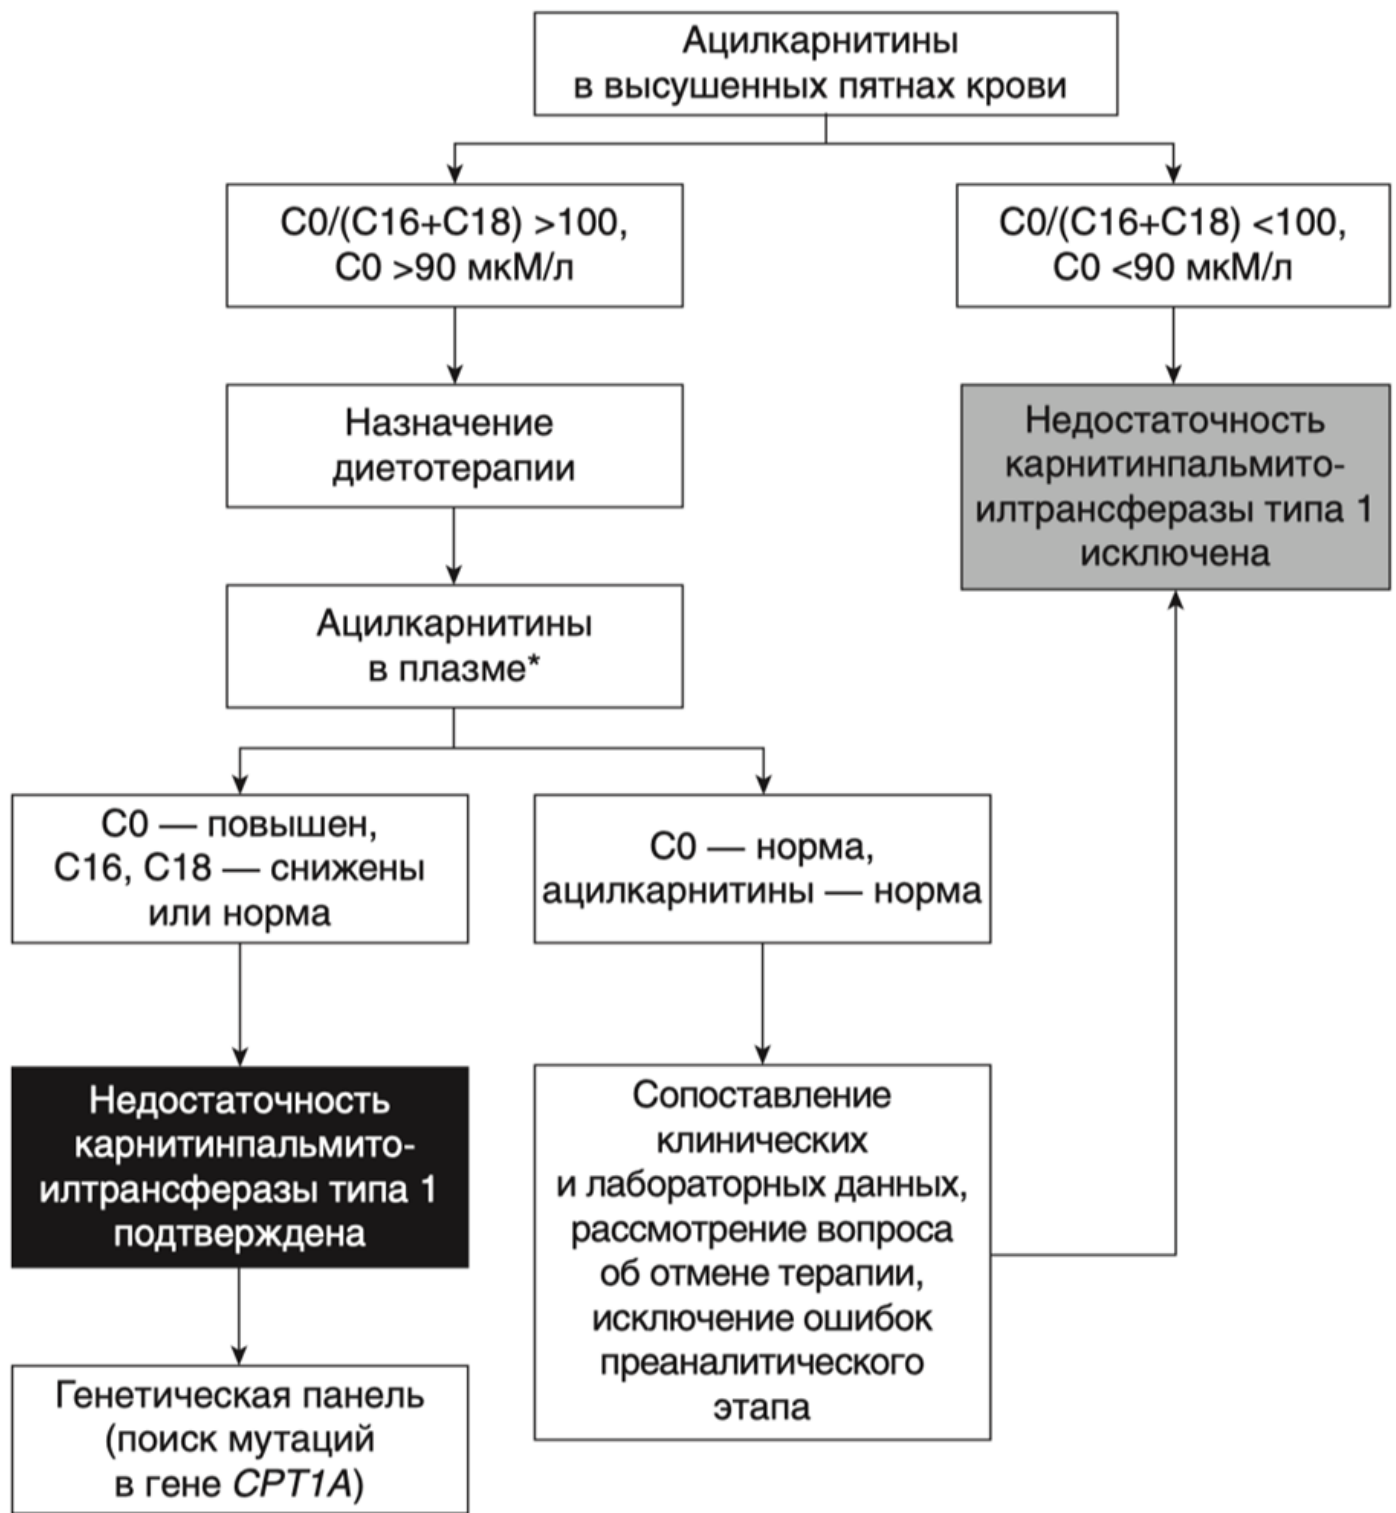 Ацилкарнитины
в высушенных пятнах крови
C0/(C16+C18) >100,
C0 >90 мкМ/л
C0/(C16+C18) <100,
C0 <90 мкМ/л
Назначение
диетотерапии
Недостаточность
карнитинпальмито-
илтрансферазы типа 1
исключена
Ацилкарнитины
в плазме*
C0 — повышен,
C16, C18 — снижены
или норма
C0 — норма,
ацилкарнитины — норма
Недостаточность
карнитинпальмито-
илтрансферазы типа 1
подтверждена
Сопоставление
клинических
и лабораторных данных,
рассмотрение вопроса
об отмене терапии,
исключение ошибок
преаналитического
этапа
Генетическая панель
(поиск мутаций
в гене CPT1A)